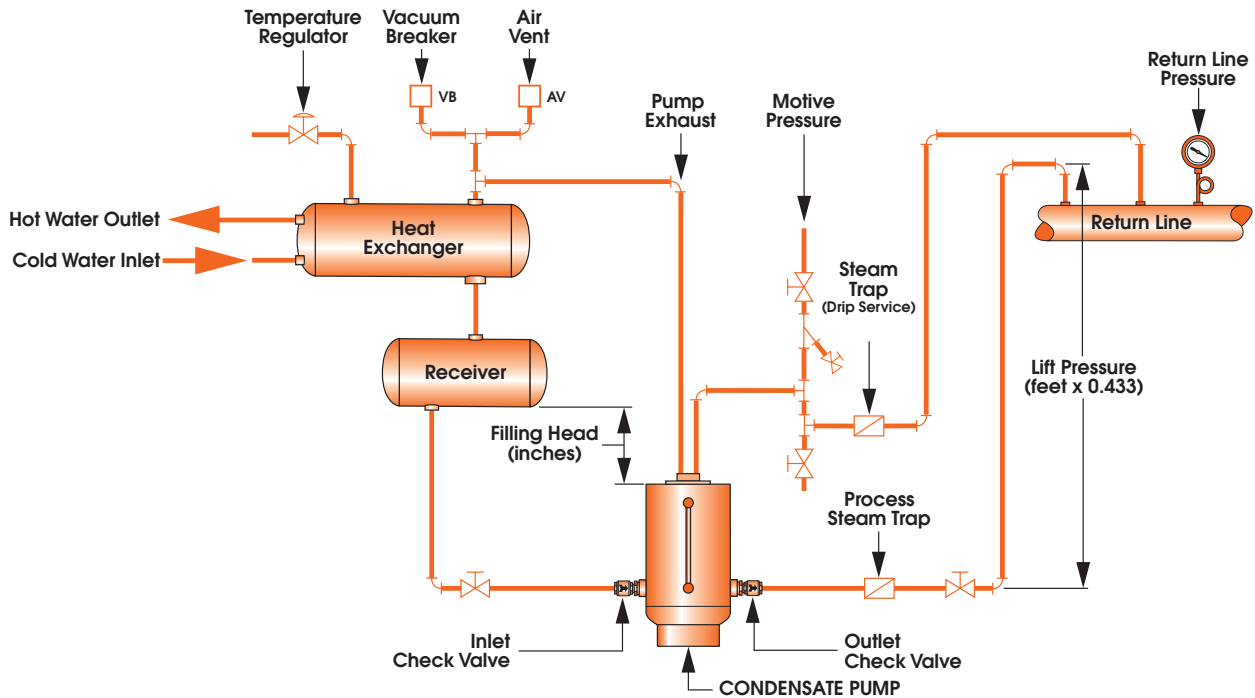 Temperature
Regulator
Vacuum
Breaker
Air
Vent
VB
AV
Pump
Exhaust
Motive
Pressure
Return Line
Pressure
Hot Water Outlet
Cold Water Inlet
Heat
Exchanger
Return Line
Steam
Trap
(Drip Service)
Receiver
Lift Pressure
(feet x 0.433)
Filling Head
(inches)
Process
Steam Trap
Inlet
Check Valve
Outlet
Check Valve
CONDENSATE PUMP